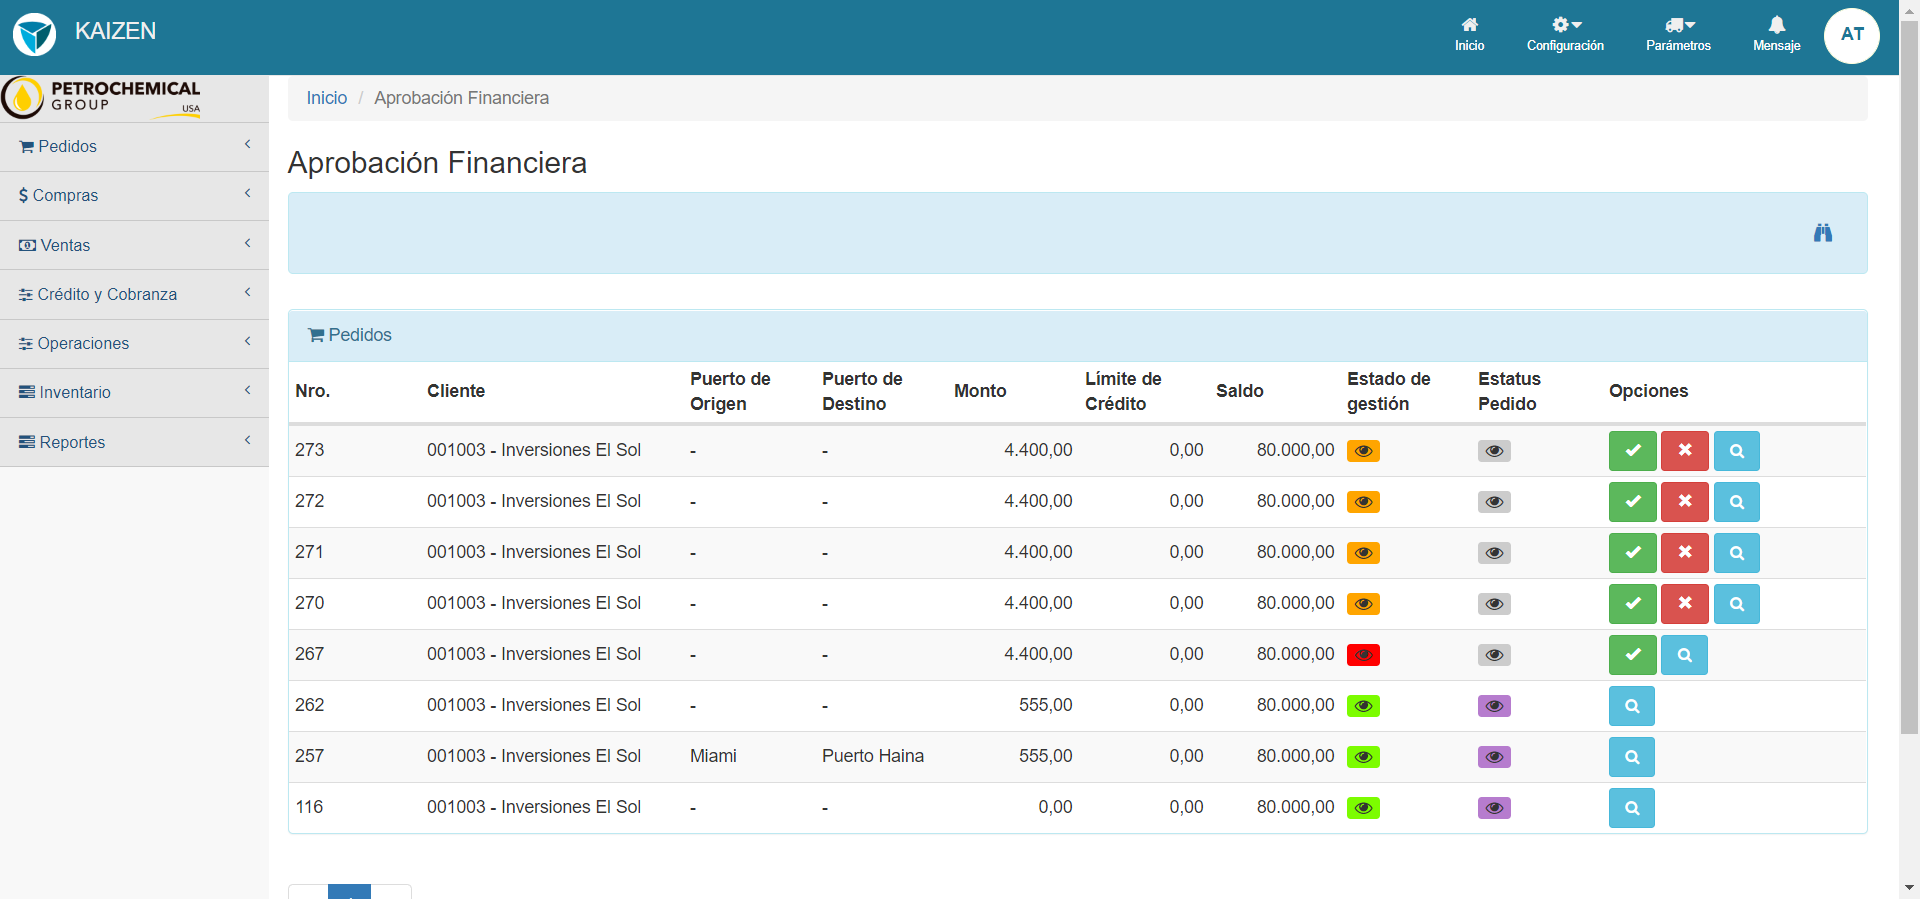 KAIZEN
Inicio
Configuración
Parámetros
Mensaje
AT
PETROCHEMICAL
GROUP
USA
Pedidos
Compras
Ventas
Crédito y Cobranza
Operaciones
Inventario
Reportes
Inicio / Aprobación Financiera
Aprobación Financiera
Pedidos
Nro. Cliente Puerto de Origen Puerto de Destino Monto Límite de Crédito Saldo Estado de gestión Estatus Pedido Opciones
273 001003 - Inversiones El Sol - - 4.400,00 0,00 80.000,00
272 001003 - Inversiones El Sol - - 4.400,00 0,00 80.000,00
271 001003 - Inversiones El Sol - - 4.400,00 0,00 80.000,00
270 001003 - Inversiones El Sol - - 4.400,00 0,00 80.000,00
267 001003 - Inversiones El Sol - - 4.400,00 0,00 80.000,00
262 001003 - Inversiones El Sol - - 555,00 0,00 80.000,00
257 001003 - Inversiones El Sol Miami Puerto Haina 555,00 0,00 80.000,00
116 001003 - Inversiones El Sol - - 0,00 0,00 80.000,00